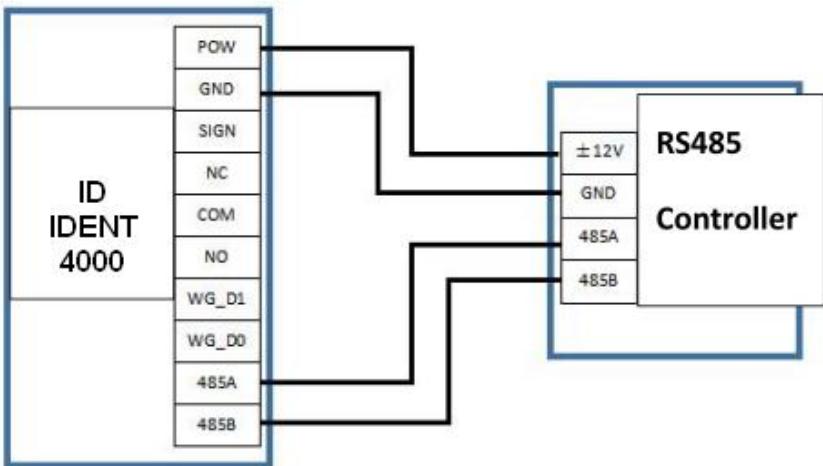 POW
GND
SIGN
NC
COM
NO
WG_D1
WG_D0
485A
485B
ID
IDENT
4000
±12V
GND
485A
485B
RS485
Controller